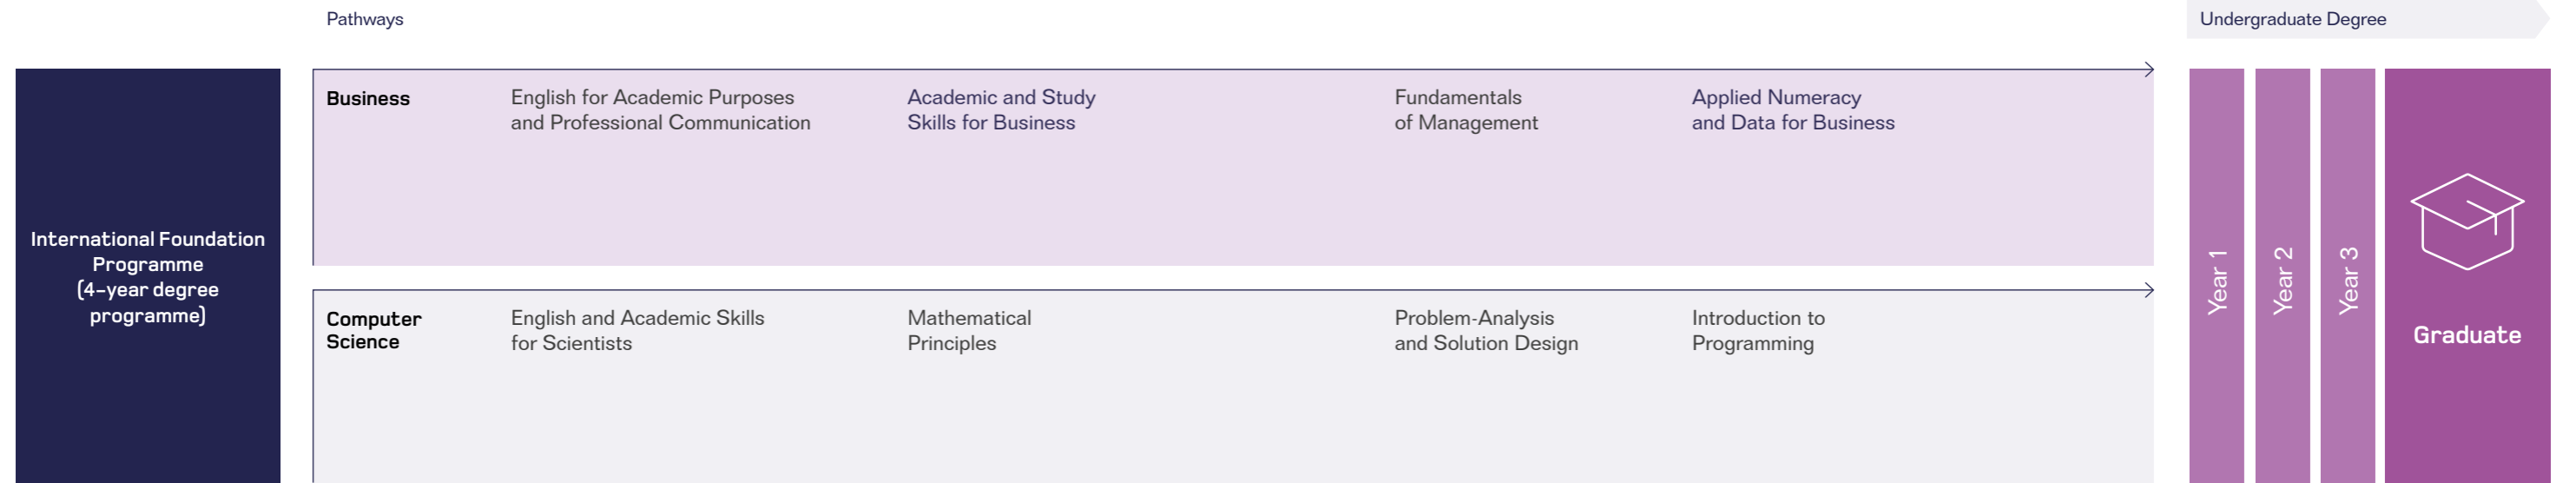 Pathways
Undergraduate Degree
International Foundation
Programme
(4-year degree
programme)
Business
English for Academic Purposes
and Professional Communication
Academic and Study
Skills for Business
Fundamentals
of Management
Applied Numeracy
and Data for Business
Computer
Science
English and Academic Skills
for Scientists
Mathematical
Principles
Problem-Analysis
and Solution Design
Introduction to
Programming
Year 1
Year 2
Year 3
Graduate